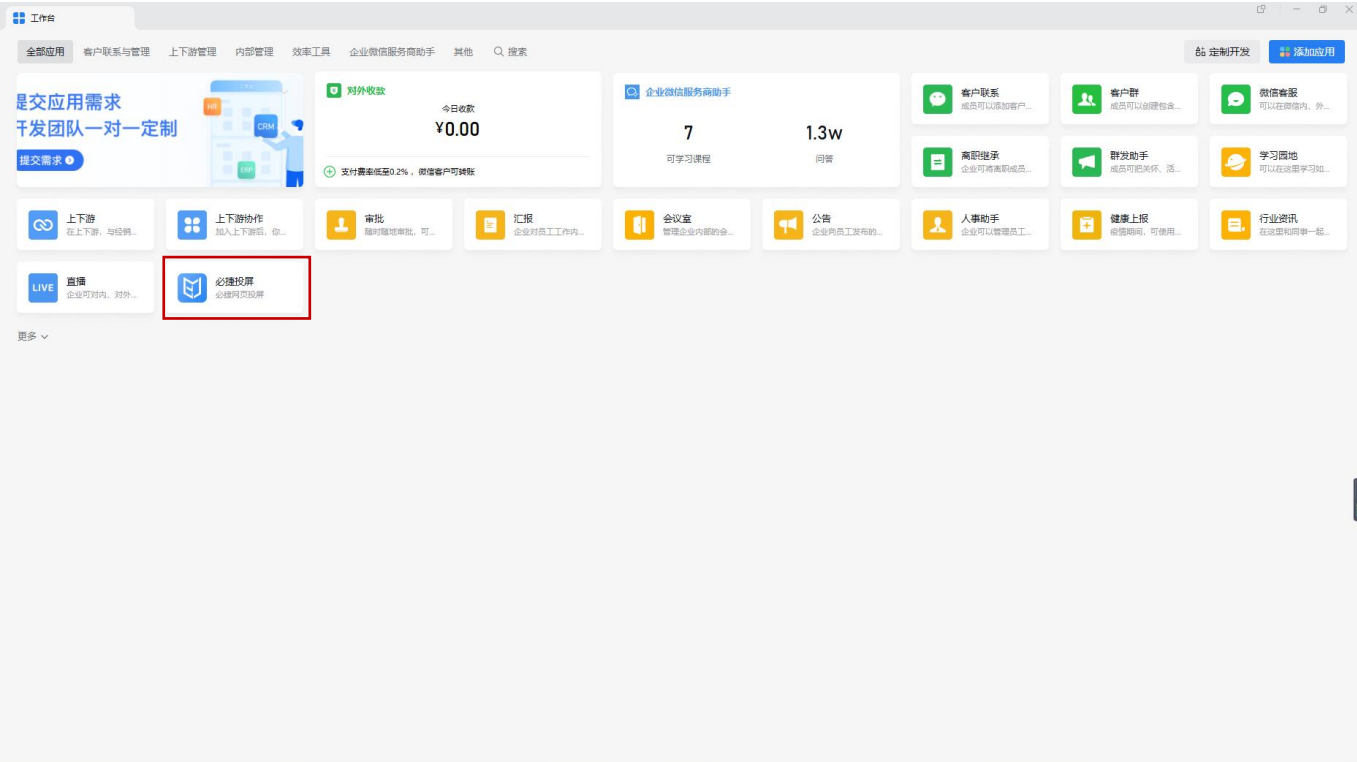 工作台
全部应用 客户联系与管理 上下游管理 内部管理 效率工具 企业微信服务商助手 其他 搜索 定制开发 添加应用
是交应用需求
开发团队一对一定制
提交需求
HR
CRM
ERP
对外收款
今日收款
¥0.00
支付费率低至0.2%，微信客户可转账
企业微信服务商助手
7
可学习课程
1.3w
问答
客户联系
成员可以添加客户...
客户群
成员可以创建包含...
微信客服
可以在微信内、外...
离职继承
企业可将离职成员...
群发助手
成员可把关怀、活...
学习园地
可以在这里学习如...
上下游
在上下游，与经销...
上下游协作
加入上下游后，你...
审批
随时随地审批，可...
汇报
企业对员工工作内...
会议室
管理企业内部的会...
公告
企业向员工发布的...
人事助手
企业可以管理员工...
健康上报
疫情期间，可使用...
行业资讯
在这里和同事一起...
LIVE
直播
企业可对内、对外...
必捷投屏
必捷网页投屏
更多